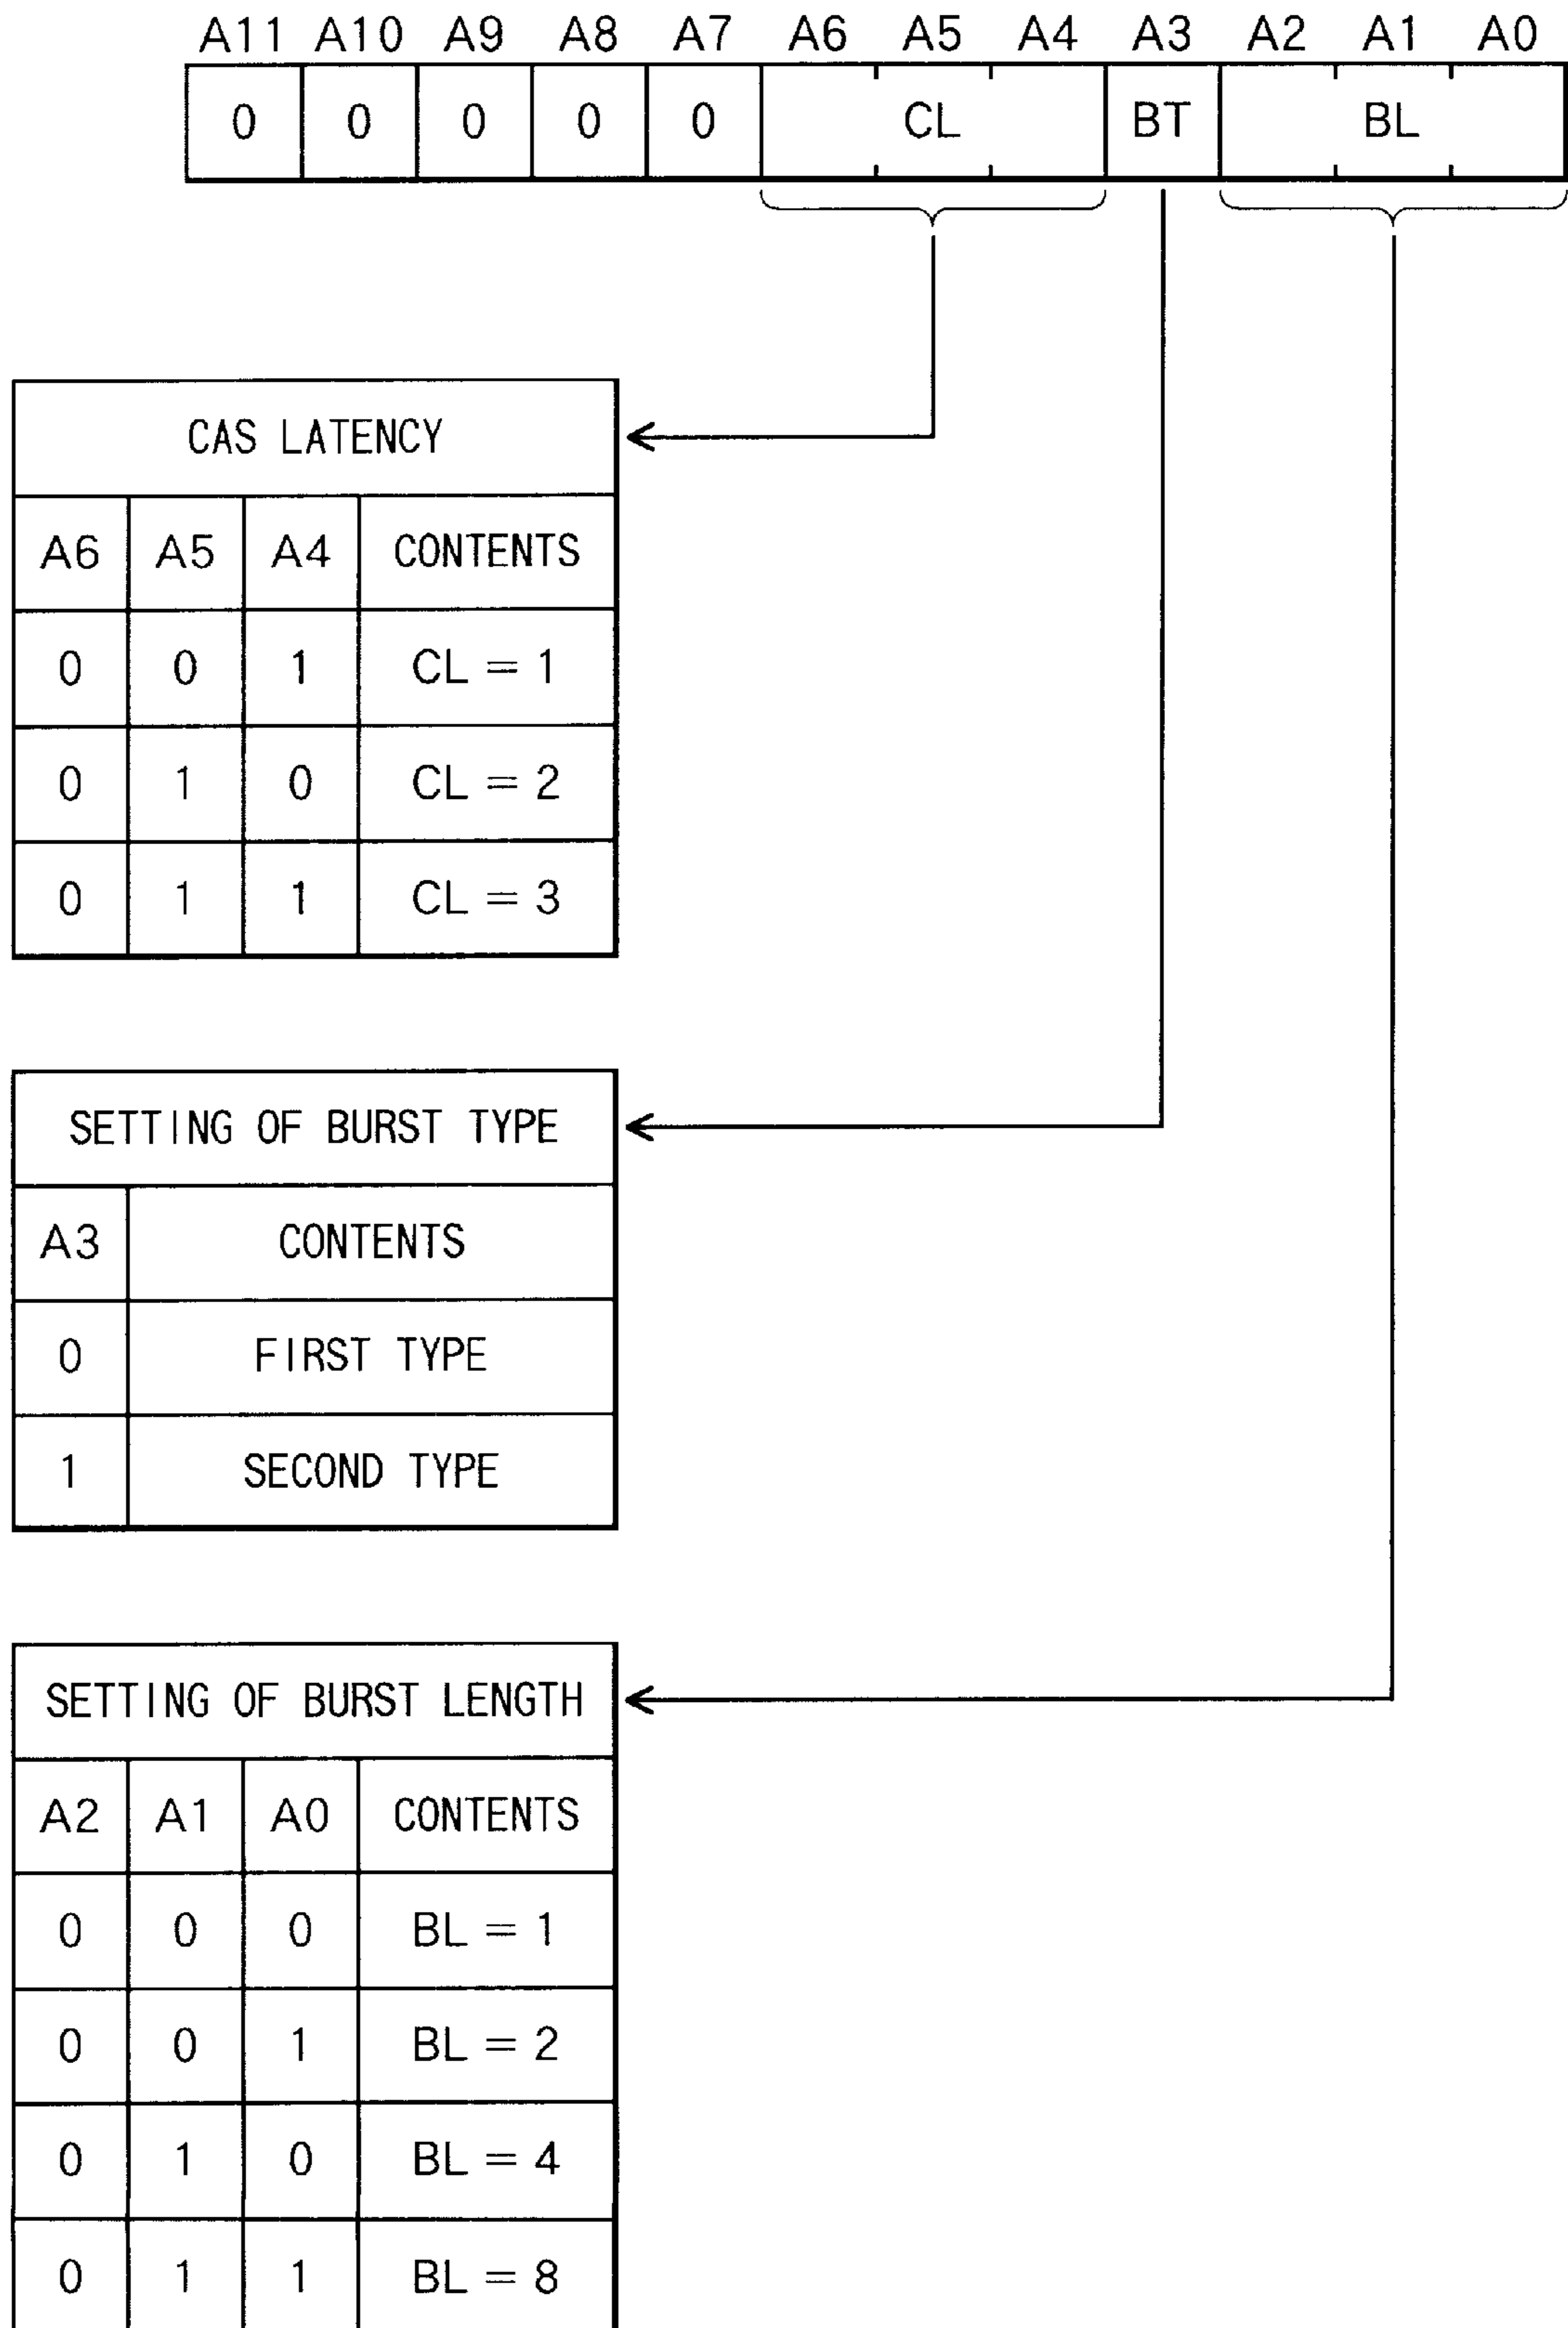 A11 A10 A9 A8 A7 A6 A5 A4 A3 A2 A1 A0
0 0 0 0 0 CL BT BL
CAS LATENCY
A6 A5 A4 CONTENTS
0 0 1 CL = 1
0 1 0 CL = 2
0 1 1 CL = 3
SETTING OF BURST TYPE
A3 CONTENTS
0 FIRST TYPE
1 SECOND TYPE
SETTING OF BURST LENGTH
A2 A1 A0 CONTENTS
0 0 0 BL = 1
0 0 1 BL = 2
0 1 0 BL = 4
0 1 1 BL = 8